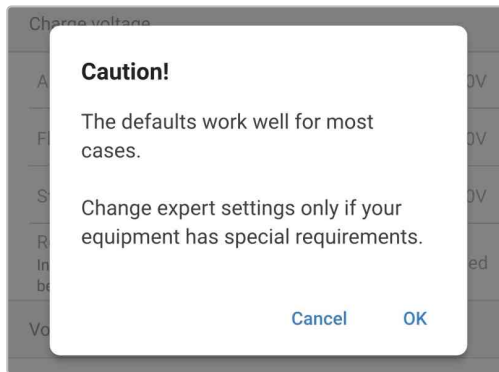 Charge voltage
Caution!
The defaults work well for most
cases.
Change expert settings only if your
equipment has special requirements.
Cancel
OK